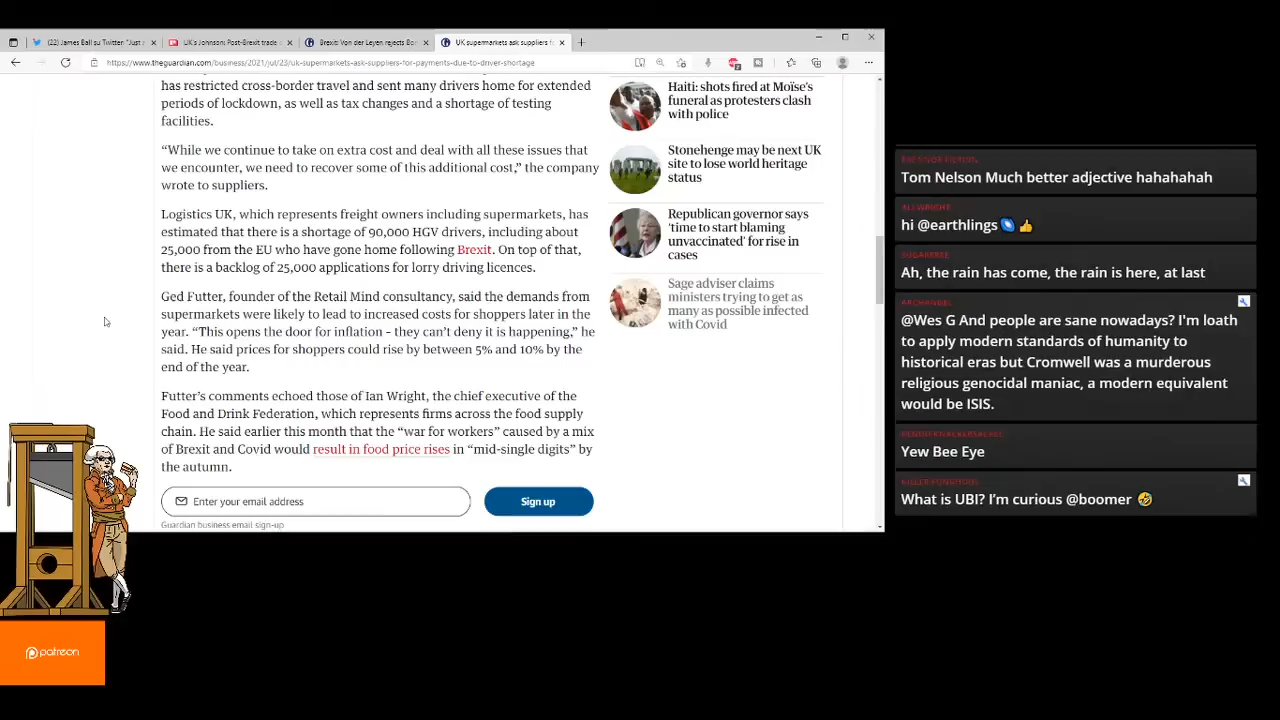 (22) James Ball su Twitter: "Just
UK's Johnson: Post-Brexit trade
Brexit: Von der Leyen rejects Bo
UK supermarkets ask suppliers f
https://www.theguardian.com/business/2021/jul/23/uk-supermarkets-ask-suppliers-for-payments-due-to-driver-shortage
has restricted cross-border travel and sent many drivers home for extended
periods of lockdown, as well as tax changes and a shortage of testing
facilities.
“While we continue to take on extra cost and deal with all these issues that
we encounter, we need to recover some of this additional cost,” the company
wrote to suppliers.
Logistics UK, which represents freight owners including supermarkets, has
estimated that there is a shortage of 90,000 HGV drivers, including about
25,000 from the EU who have gone home following Brexit. On top of that,
there is a backlog of 25,000 applications for lorry driving licences.
Ged Futter, founder of the Retail Mind consultancy, said the demands from
supermarkets were likely to lead to increased costs for shoppers later in the
year. “This opens the door for inflation – they can’t deny it is happening,” he
said. He said prices for shoppers could rise by between 5% and 10% by the
end of the year.
Futter’s comments echoed those of Ian Wright, the chief executive of the
Food and Drink Federation, which represents firms across the food supply
chain. He said earlier this month that the “war for workers” caused by a mix
of Brexit and Covid would result in food price rises in “mid-single digits” by
the autumn.
Enter your email address
Sign up
Guardian business email sign-up
Haiti: shots fired at Moïse’s
funeral as protesters clash
with police
Stonehenge may be next UK
site to lose world heritage
status
Republican governor says
‘time to start blaming
unvaccinated’ for rise in
cases
Sage adviser claims
ministers trying to get as
many as possible infected
with Covid
Tom Nelson Much better adjective hahahahah
ALI WRIGHT
hi @earthlings
Ah, the rain has come, the rain is here, at last
ARCHANGEL
@Wes G And people are sane nowadays? I'm loath
to apply modern standards of humanity to
historical eras but Cromwell was a murderous
religious genocidal maniac, a modern equivalent
would be ISIS.
Yew Bee Eye
What is UBI? I’m curious @boomer 🤣
patreon